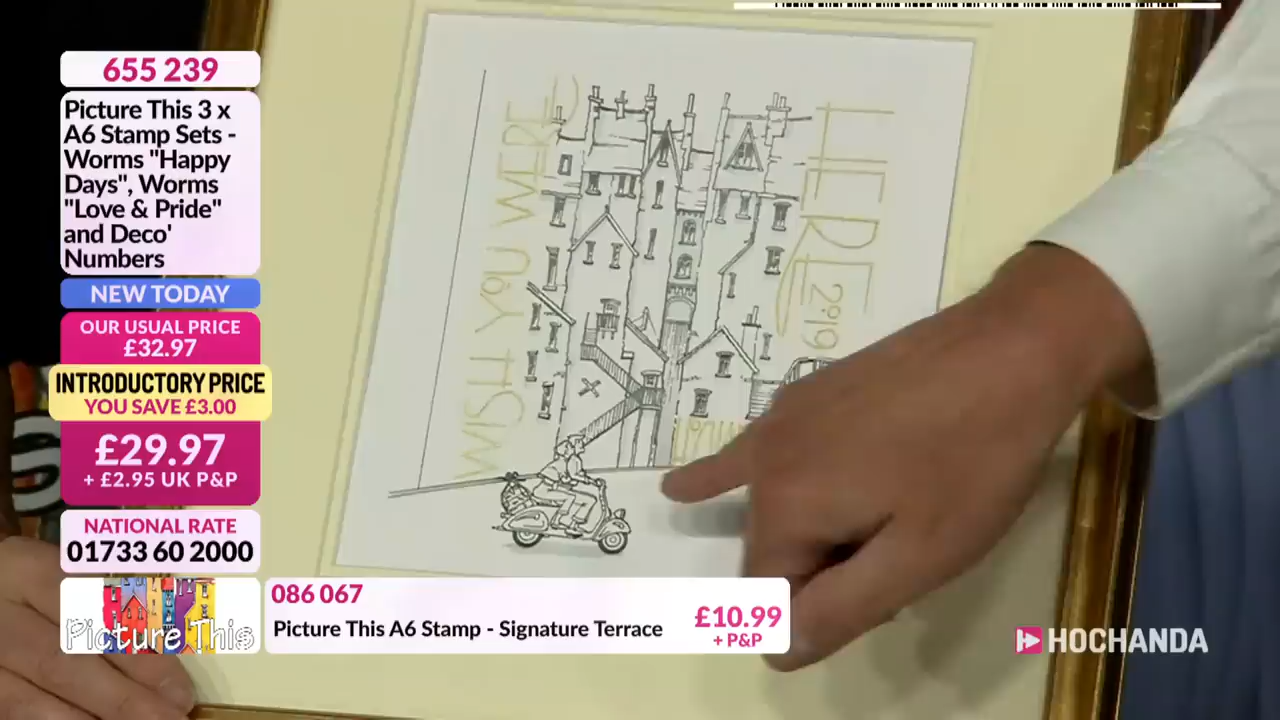 655 239
Picture This 3 x
A6 Stamp Sets -
Worms "Happy
Days", Worms
"Love & Pride"
and Deco'
Numbers
NEW TODAY
OUR USUAL PRICE
£32.97
INTRODUCTORY PRICE
YOU SAVE £3.00
£29.97
+ £2.95 UK P&P
NATIONAL RATE
01733 60 2000
Picture This
086 067
Picture This A6 Stamp - Signature Terrace
£10.99
+ P&P
HOCHANDA
WISH YOU WERE
HERE 2019